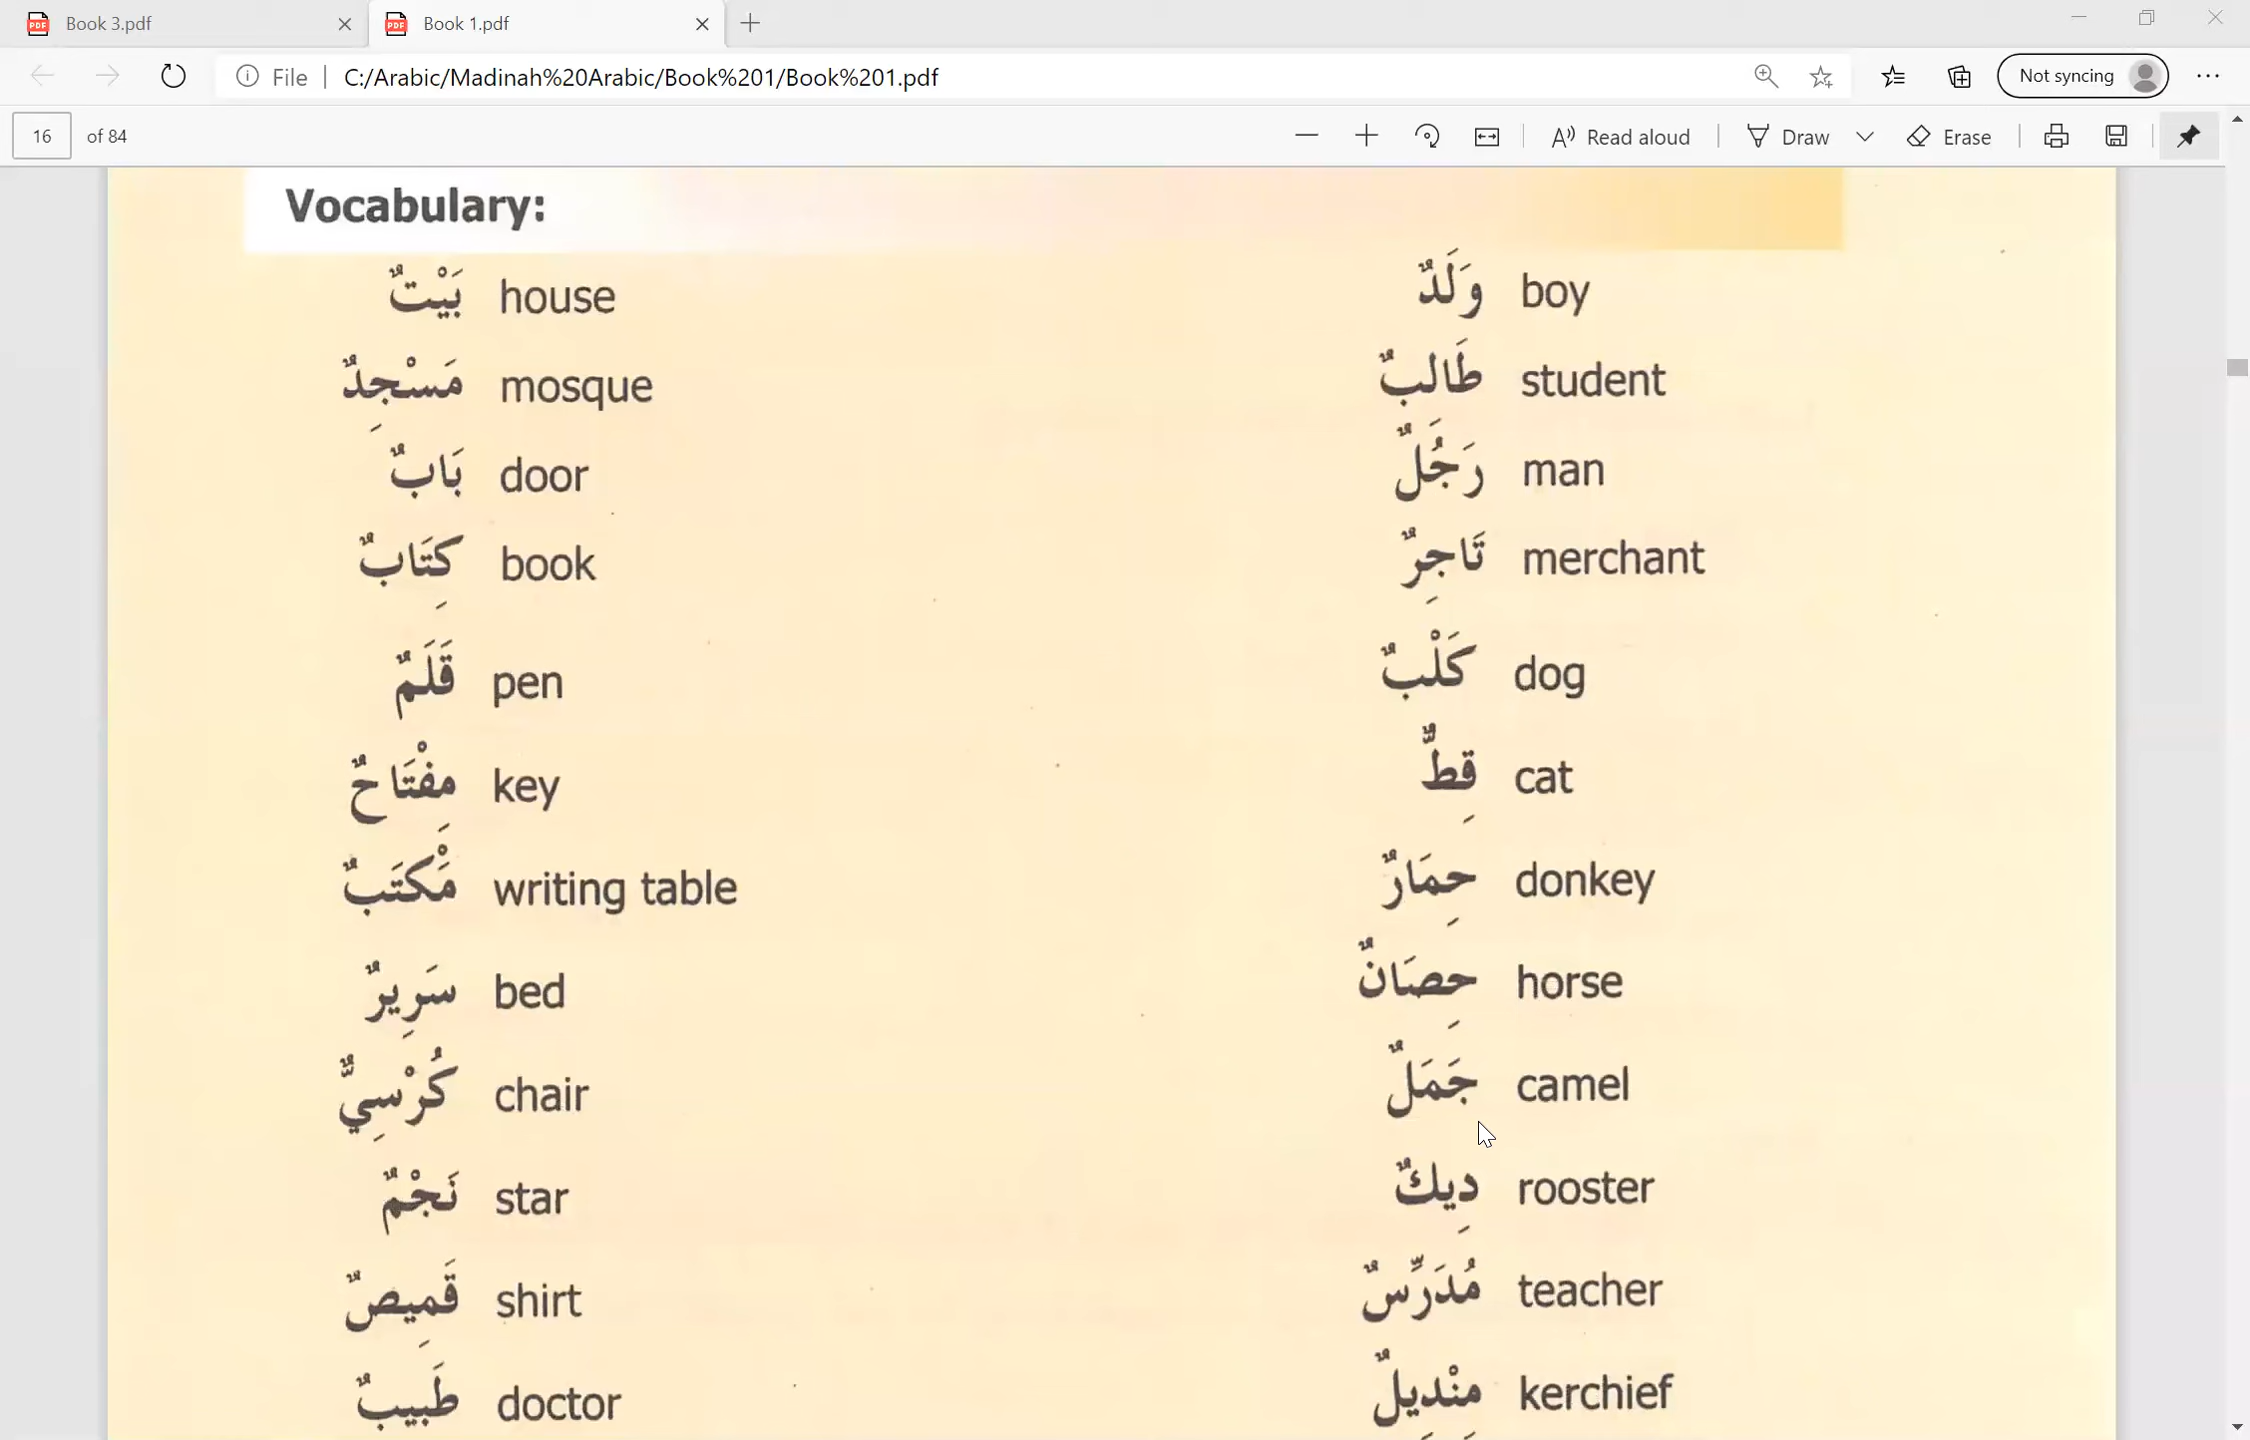 Book 3.pdf
Book 1.pdf
File
C:/Arabic/Madinah%20Arabic/Book%201/Book%201.pdf
Not syncing
16 of 84
Read aloud
Draw
Erase
Vocabulary:
بَيْتٌ house
مَسْجِدٌ mosque
بَابٌ door
كِتَابٌ book
قَلَمٌ pen
مِفْتَاحٌ key
مَكْتَبٌ writing table
سَرِيرٌ bed
كُرْسِيٌّ chair
نَجْمٌ star
قَمِيصٌ shirt
طَبِيبٌ doctor
وَلَدٌ boy
طَالبٌ student
رَجُلٌ man
تَاجِرٌ merchant
كَلْبٌ dog
قِطٌّ cat
حِمَارٌ donkey
حِصَانٌ horse
جَمَلٌ camel
دِيكٌ rooster
مُدَرِّسٌ teacher
مِنْدِيلٌ kerchief